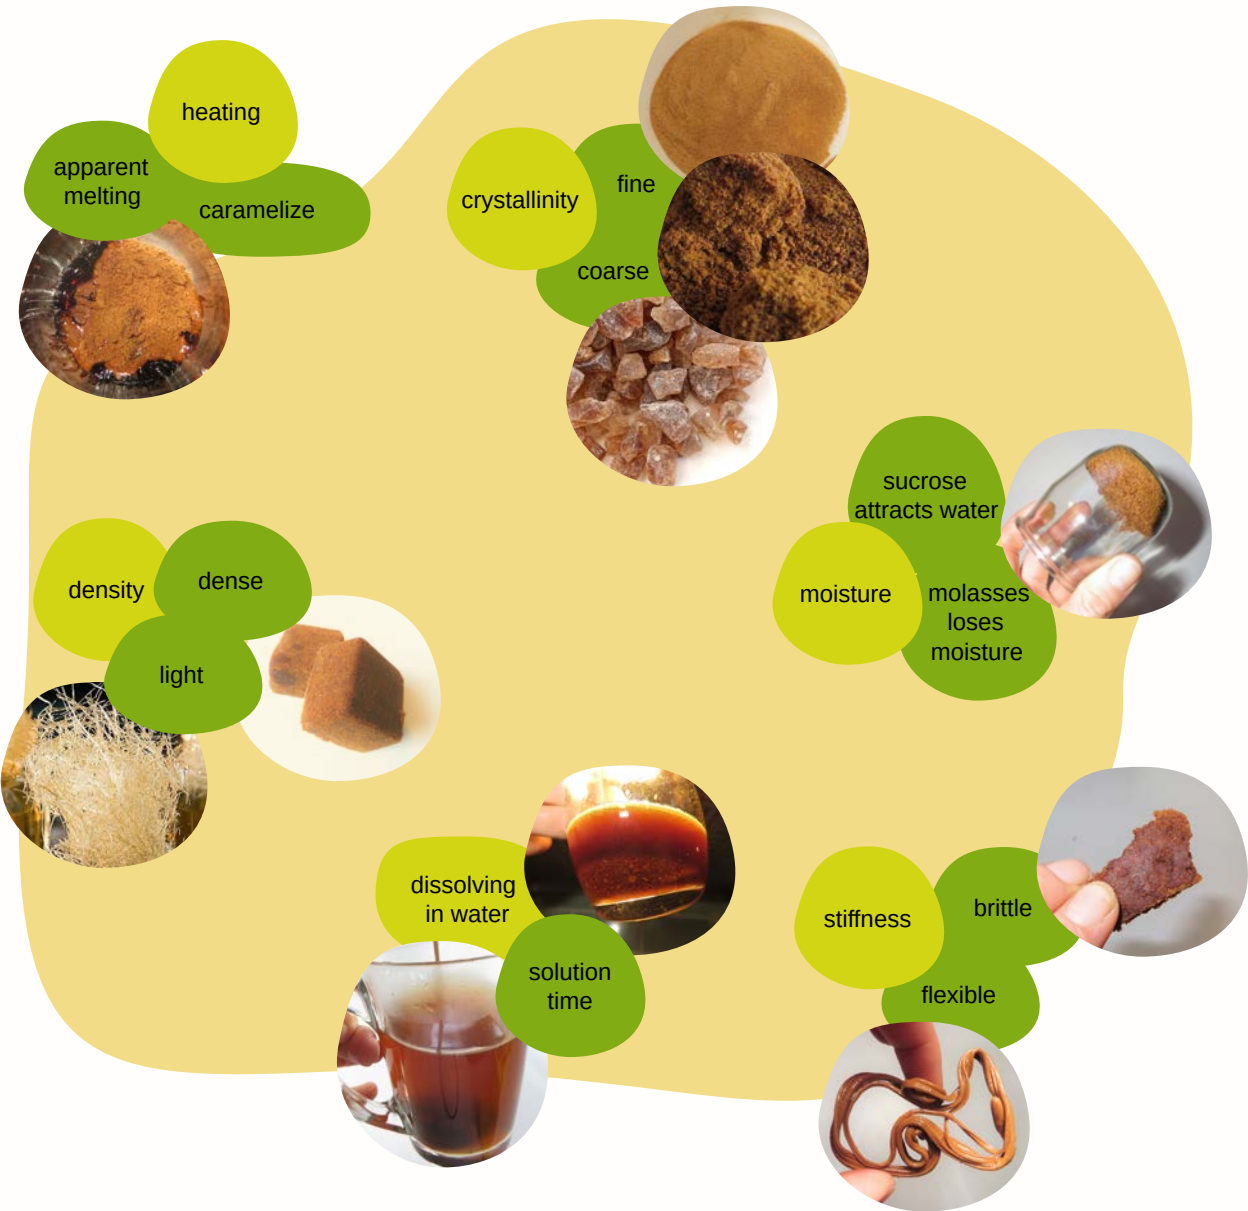 heating
apparent
melting
caramelize
crystallinity
fine
coarse
sucrose
attracts water
moisture
molasses
loses
moisture
density
dense
light
dissolving
in water
solution
time
stiffness
brittle
flexible